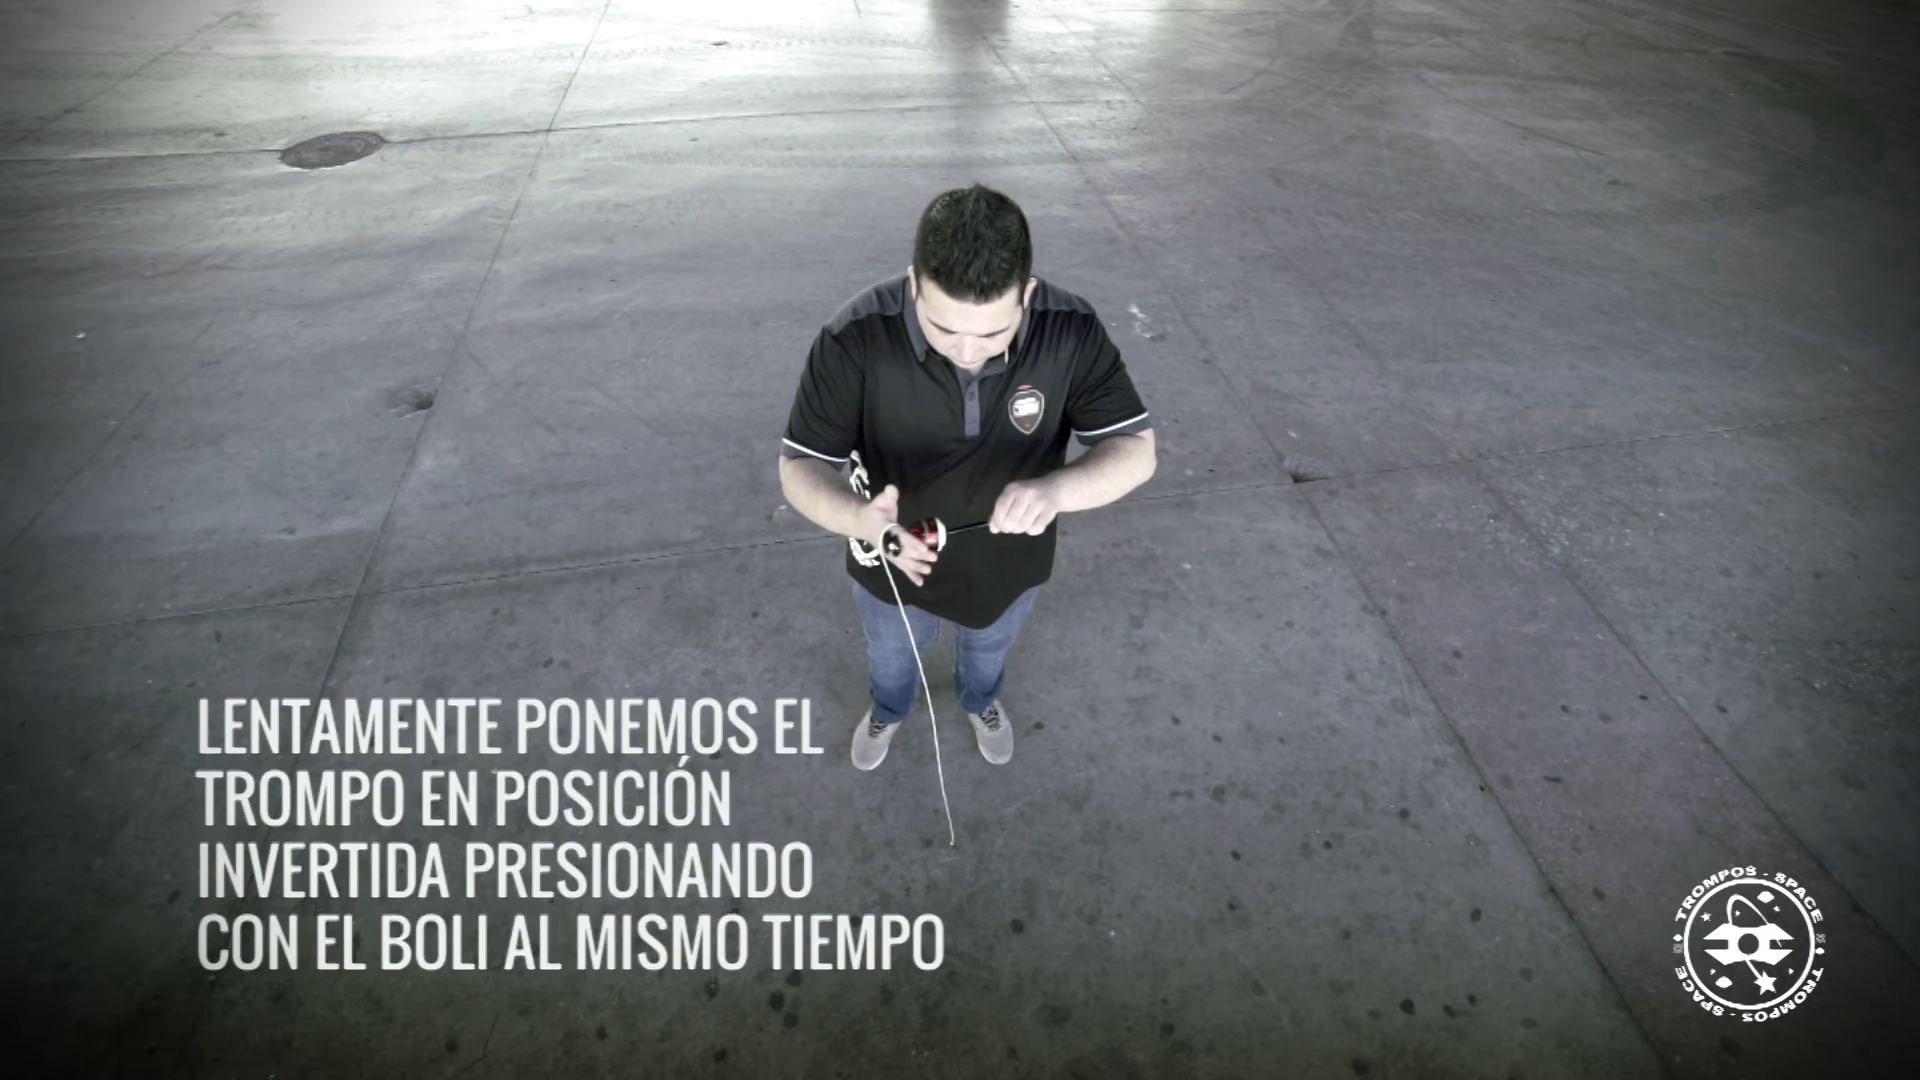 LENTAMENTE PONEMOS EL
TROMPO EN POSICIÓN
INVERTIDA PRESIONANDO
CON EL BOLI AL MISMO TIEMPO
TROMPOS - SPACE
TROMPOS - SPACE